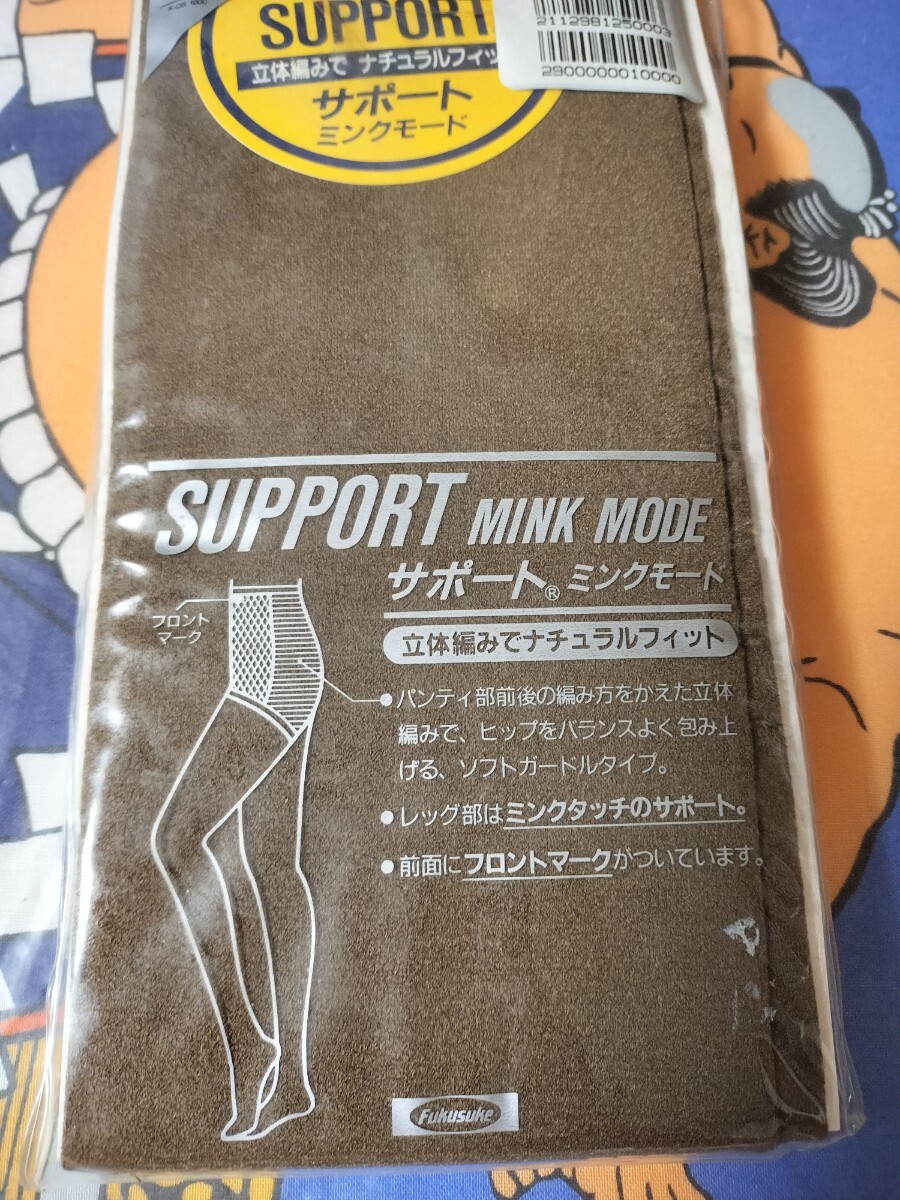 SUPPORT
立体編みで ナチュラルフィッ
サポート
ミンクモード
2112981250003
2900000010000
SUPPORT MINK MODE
サポート® ミンクモード
立体編みでナチュラルフィット
フロント
マーク
●パンティ部前後の編み方をかえた立体
編みで、ヒップをバランスよく包み上
げる、ソフトガードルタイプ。
●レッグ部はミンクタッチのサポート。
●前面にフロントマークがついています。
Fukusuke